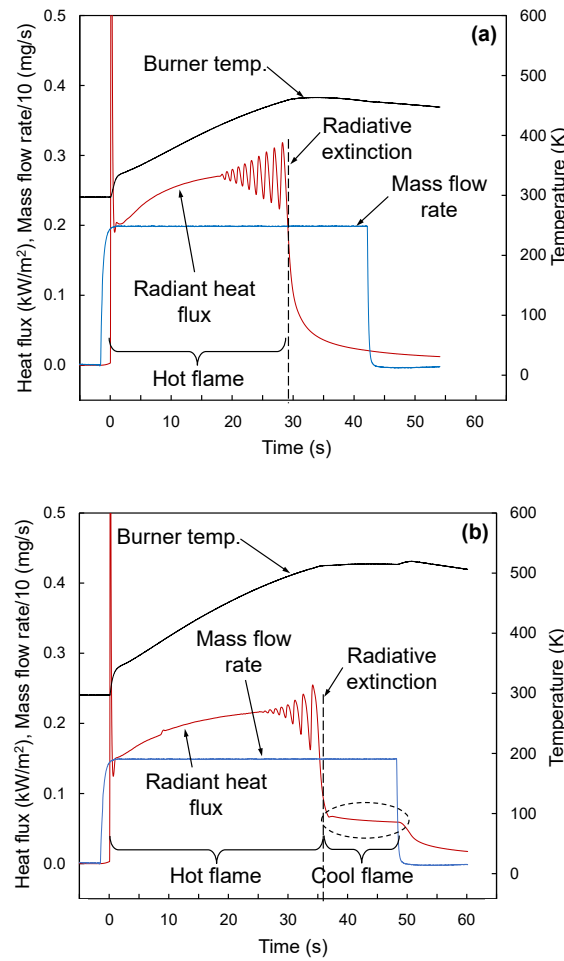 (a)
Burner temp.
Radiative
extinction
Mass flow
rate
Radiant heat
flux
Hot flame
Heat flux (kW/m²), Mass flow rate/10 (mg/s)
0.5
0.4
0.3
0.2
0.1
0.0
600
500
400
300
200
100
0
Temperature (K)
0 10 20 30 40 50 60
Time (s)
(b)
Burner temp.
Mass flow
rate
Radiative
extinction
Radiant heat
flux
Hot flame
Cool flame
Heat flux (kW/m²), Mass flow rate/10 (mg/s)
0.5
0.4
0.3
0.2
0.1
0.0
600
500
400
300
200
100
0
Temperature (K)
0 10 20 30 40 50 60
Time (s)